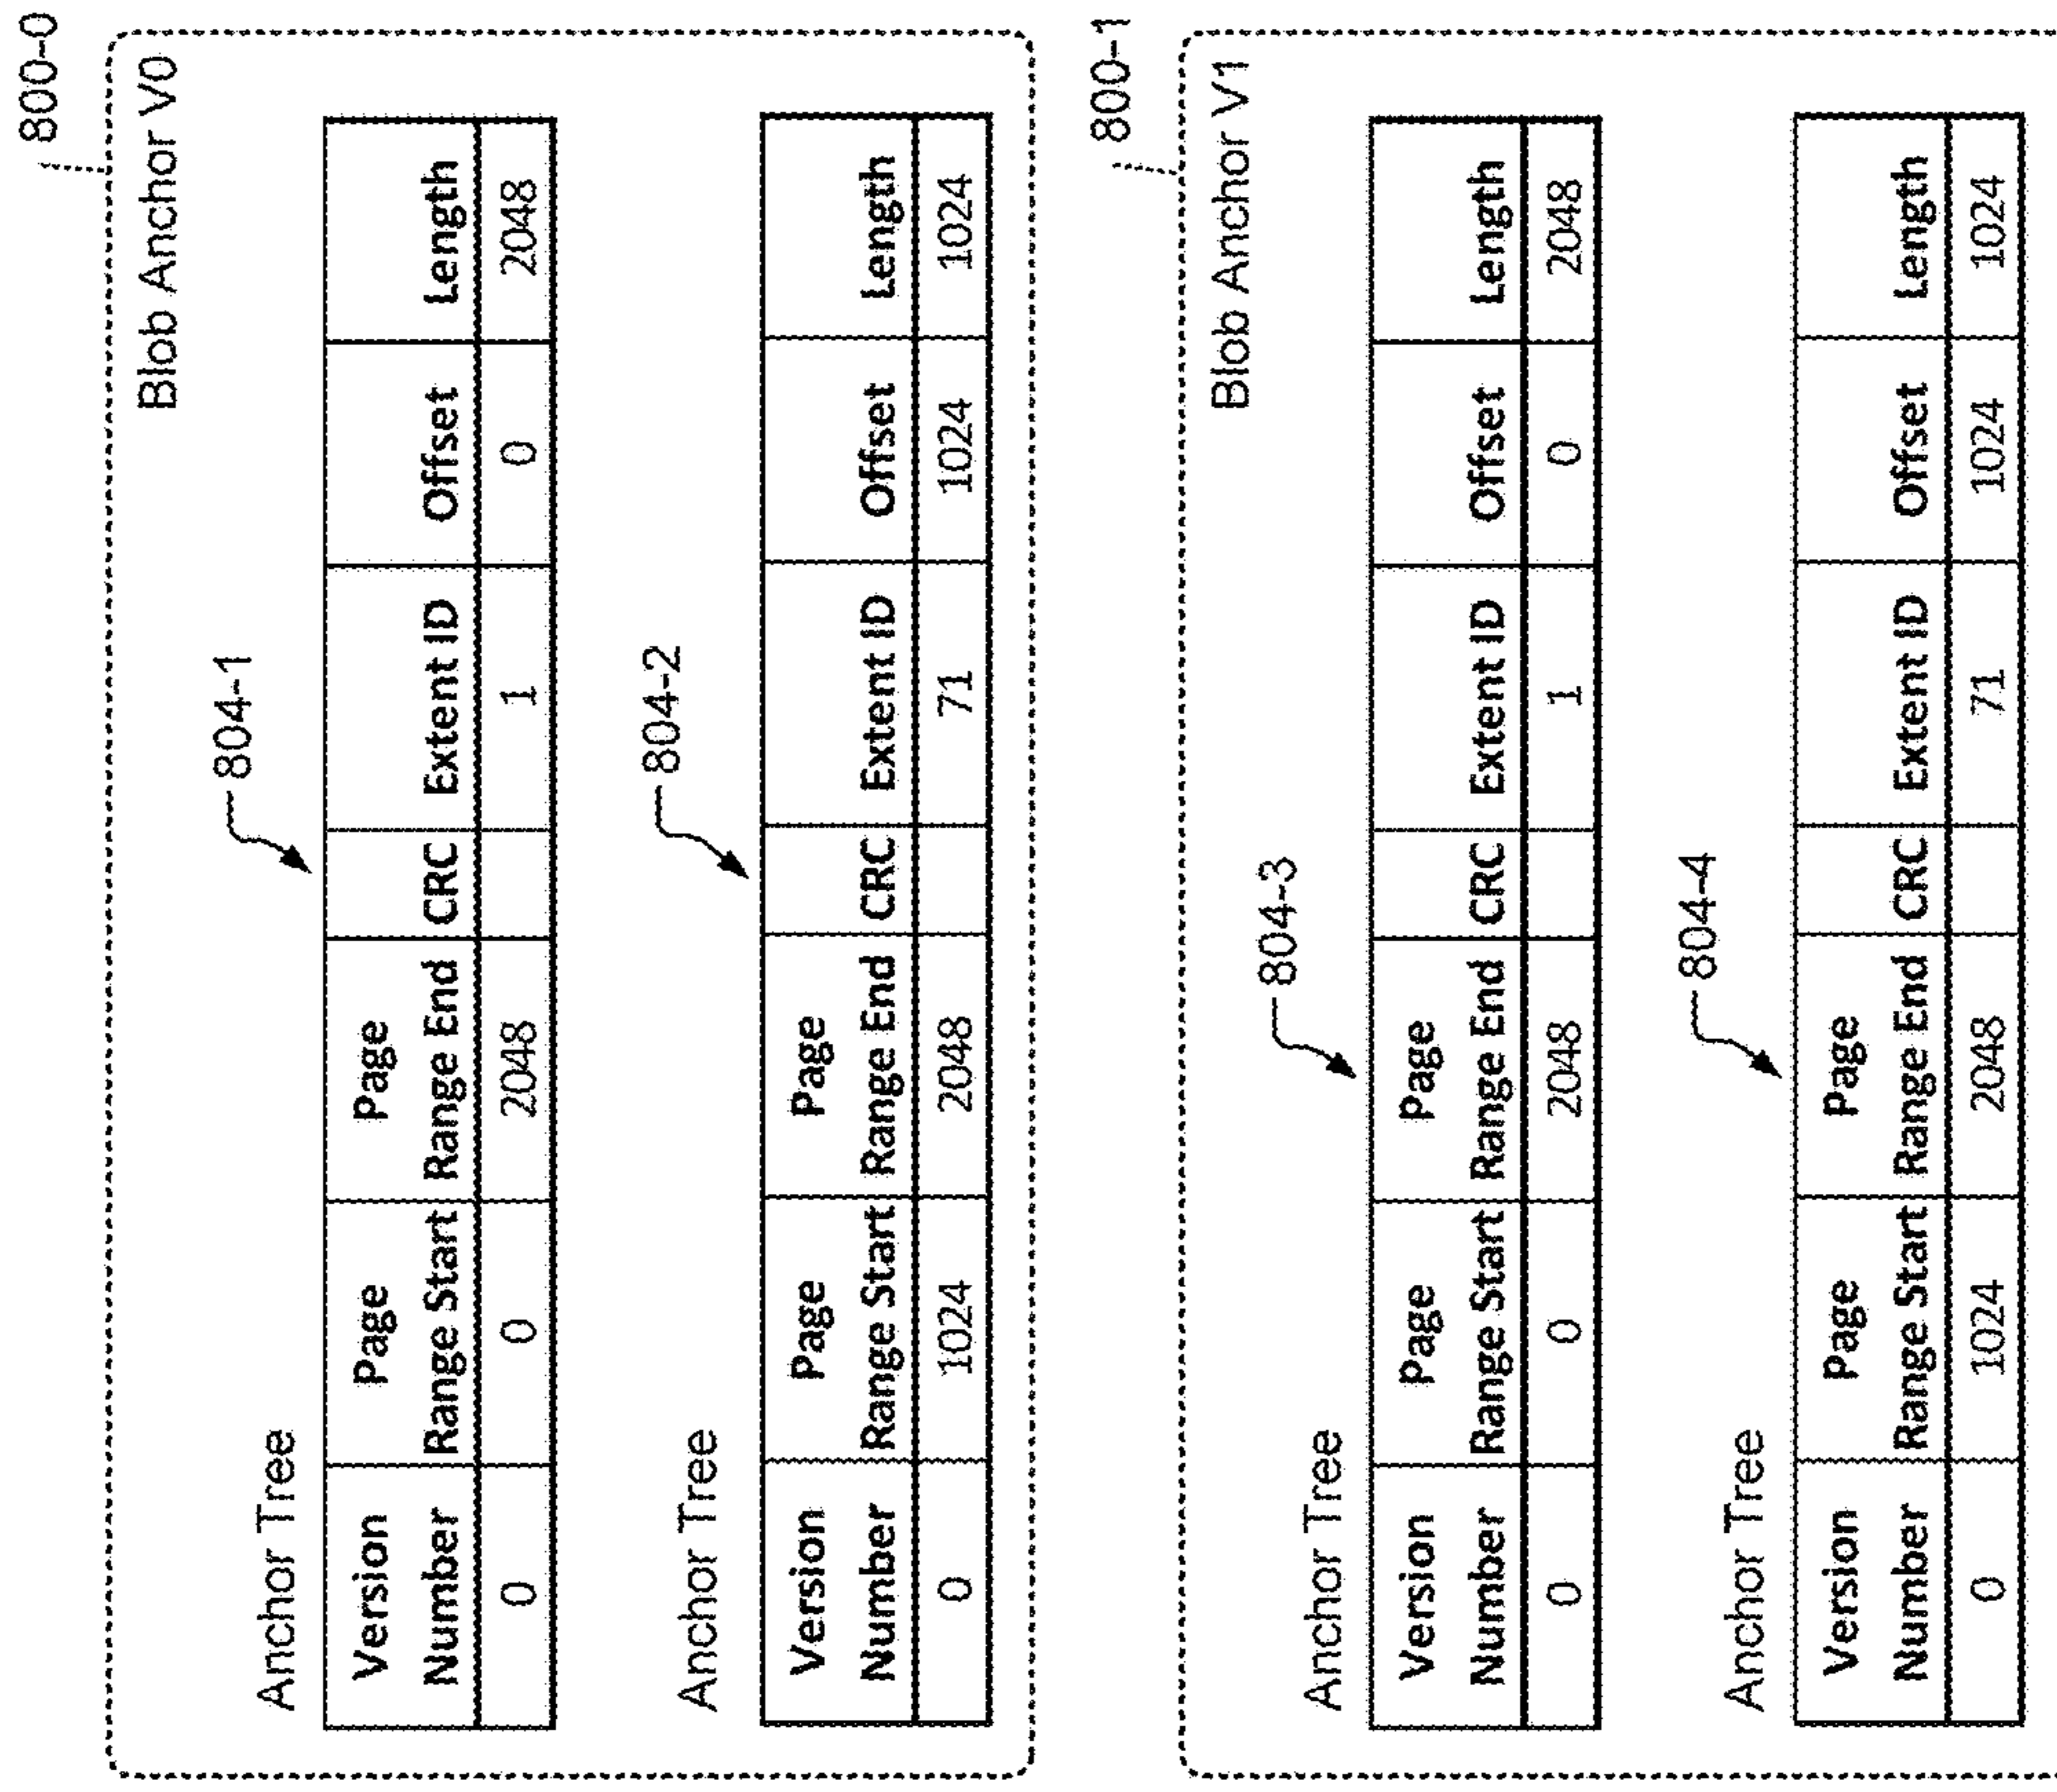 800-0
Blob Anchor V0
804-1
Anchor Tree
Version Number | Page Range Start | Page Range End | CRC | Extent ID | Offset | Length
0 | 0 | 2048 | | 1 | 0 | 2048
804-2
Anchor Tree
Version Number | Page Range Start | Page Range End | CRC | Extent ID | Offset | Length
0 | 1024 | 2048 | | 71 | 1024 | 1024
800-1
Blob Anchor V1
804-3
Anchor Tree
Version Number | Page Range Start | Page Range End | CRC | Extent ID | Offset | Length
0 | 0 | 2048 | | 1 | 0 | 2048
804-4
Anchor Tree
Version Number | Page Range Start | Page Range End | CRC | Extent ID | Offset | Length
0 | 1024 | 2048 | | 71 | 1024 | 1024